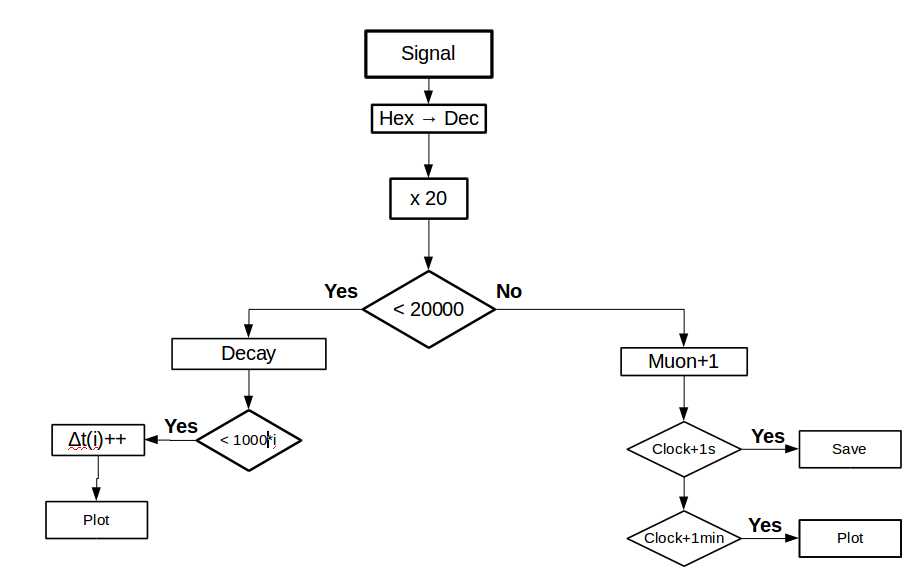 Signal
Hex → Dec
x 20
Yes
< 20000
No
Decay
Muon+1
Yes
< 1000*i
Δt(i)++
Clock+1s
Yes
Save
Plot
Clock+1min
Yes
Plot